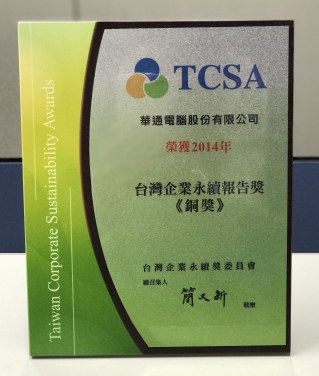 Taiwan Corporate Sustainability Awards
TCSA
華通電腦股份有限公司
榮獲2014年
台灣企業永續報告獎
《銅獎》
台灣企業永續獎委員會
總召集人
簡又新
敬贈